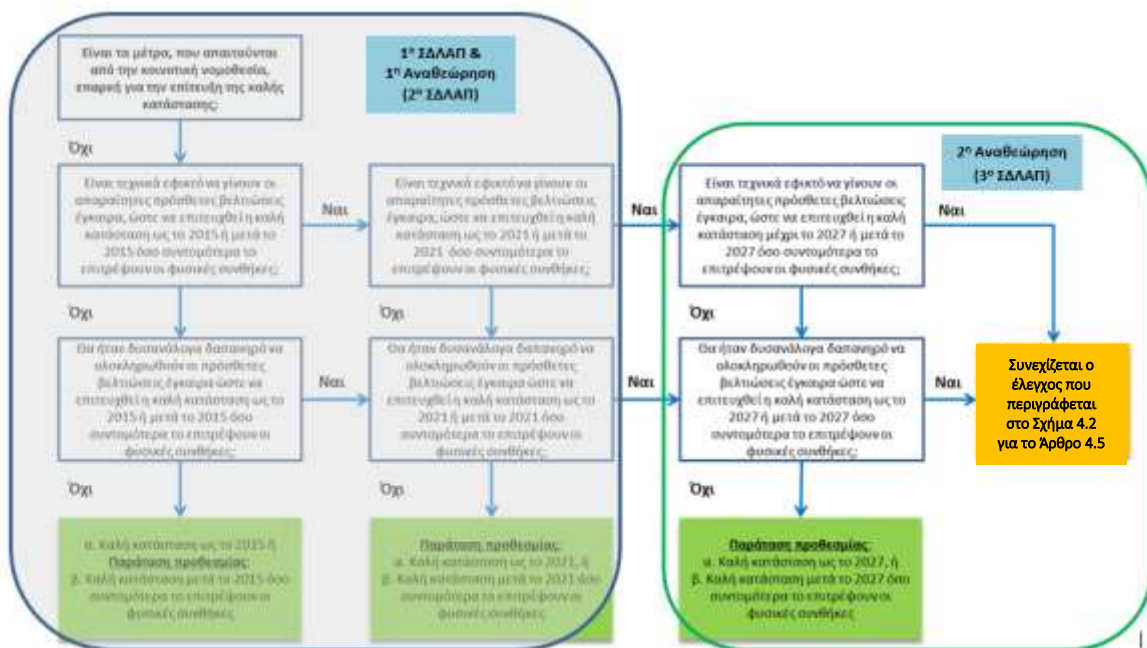 Είναι τα μέτρα, που απαιτούνται
από την κοινοτική νομοθεσία,
επαρκή για την επίτευξη της καλής
κατάστασης;
1ο ΣΔΛΑΠ &
1η Αναθεώρηση
(2ο ΣΔΛΑΠ)
Όχι
2η Αναθεώρηση
(3ο ΣΔΛΑΠ)
Είναι τεχνικά εφικτό να γίνουν οι
απαραίτητες πρόσθετες βελτιώσεις
έγκαιρα, ώστε να επιτευχθεί η καλή
κατάσταση ως το 2015 ή μετά το
2015 όσο συντομότερα το
επιτρέψουν οι φυσικές συνθήκες;
Ναι
Είναι τεχνικά εφικτό να γίνουν οι
απαραίτητες πρόσθετες βελτιώσεις
έγκαιρα, ώστε να επιτευχθεί η καλή
κατάσταση ως το 2021 ή μετά το
2021 όσο συντομότερα το
επιτρέψουν οι φυσικές συνθήκες;
Ναι
Είναι τεχνικά εφικτό να γίνουν οι
απαραίτητες πρόσθετες βελτιώσεις
έγκαιρα, ώστε να επιτευχθεί η καλή
κατάσταση μέχρι το 2027 ή μετά το
2027 όσο συντομότερα το
επιτρέψουν οι φυσικές συνθήκες;
Ναι
Όχι
Όχι
Όχι
Θα ήταν δυσανάλογα δαπανηρό να
ολοκληρωθούν οι πρόσθετες
βελτιώσεις έγκαιρα ώστε να
επιτευχθεί η καλή κατάσταση ως το
2015 ή μετά το 2015 όσο
συντομότερα το επιτρέψουν οι
φυσικές συνθήκες;
Ναι
Θα ήταν δυσανάλογα δαπανηρό να
ολοκληρωθούν οι πρόσθετες
βελτιώσεις έγκαιρα ώστε να
επιτευχθεί η καλή κατάσταση ως το
2021 ή μετά το 2021 όσο
συντομότερα το επιτρέψουν οι
φυσικές συνθήκες;
Ναι
Θα ήταν δυσανάλογα δαπανηρό να
ολοκληρωθούν οι πρόσθετες
βελτιώσεις έγκαιρα ώστε να
επιτευχθεί η καλή κατάσταση ως το
2027 ή μετά το 2027 όσο
συντομότερα το επιτρέψουν οι
φυσικές συνθήκες;
Ναι
Συνεχίζεται ο
έλεγχος που
περιγράφεται
στο Σχήμα 4.2
για το Άρθρο 4.5
Όχι
Όχι
Όχι
α. Καλή κατάσταση ως το 2015 ή
Παράταση προθεσμίας:
β. Καλή κατάσταση μετά το 2015 όσο
συντομότερα το επιτρέψουν οι
φυσικές συνθήκες
Παράταση προθεσμίας:
α. Καλή κατάσταση ως το 2021, ή
β. Καλή κατάσταση μετά το 2021 όσο
συντομότερα το επιτρέψουν οι
φυσικές συνθήκες
Παράταση προθεσμίας:
α. Καλή κατάσταση ως το 2027, ή
β. Καλή κατάσταση μετά το 2027 όσο
συντομότερα το επιτρέψουν οι
φυσικές συνθήκες